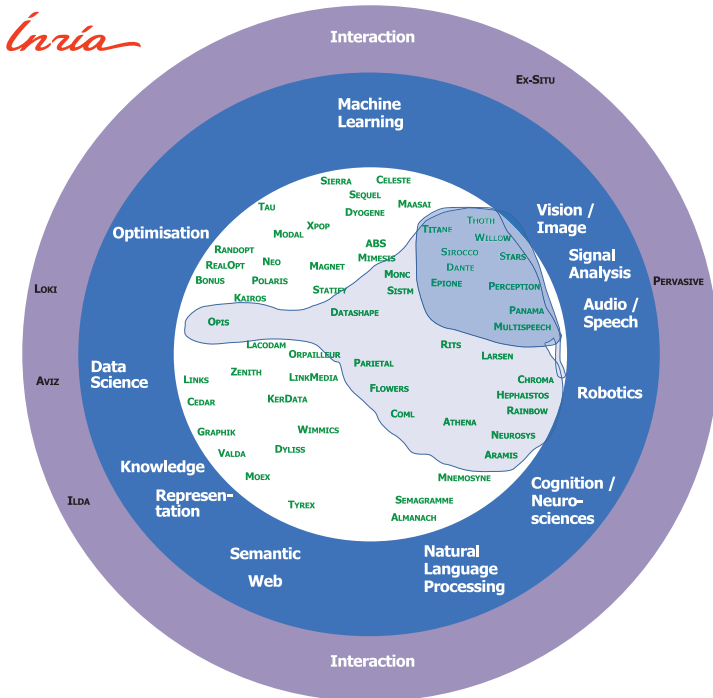 Inria
Interaction
Ex-Situ
Machine
Learning
Sierra
Celeste
Sequel
Maasai
Tau
Dyogene
Vision /
Image
Thoth
Xpop
Titane
Optimisation
Modal
Willow
ABS
Randopt
Sirocco
Stars
Signal
Analysis
Mimesis
Neo
RealOpt
Magnet
Dante
Monc
Pervasive
Bonus
Polaris
Epione
Perception
Loki
Statify
Sistm
Kairos
Audio /
Speech
Datashape
Panama
Opis
Multispeech
Lacodam
Rits
Orpailleur
Larsen
Data
Science
Parietal
Zenith
Aviz
Links
LinkMedia
Chroma
Flowers
Robotics
Hephaistos
Cedar
KerData
Rainbow
Coml
Athena
Graphik
Wimmics
Neurosys
Valda
Dyliss
Aramis
Knowledge
Represen-
tation
Moex
Mnemosyne
Cognition /
Neuro-
sciences
Ilda
Tyrex
Semagramme
Almanach
Semantic
Web
Natural
Language
Processing
Interaction